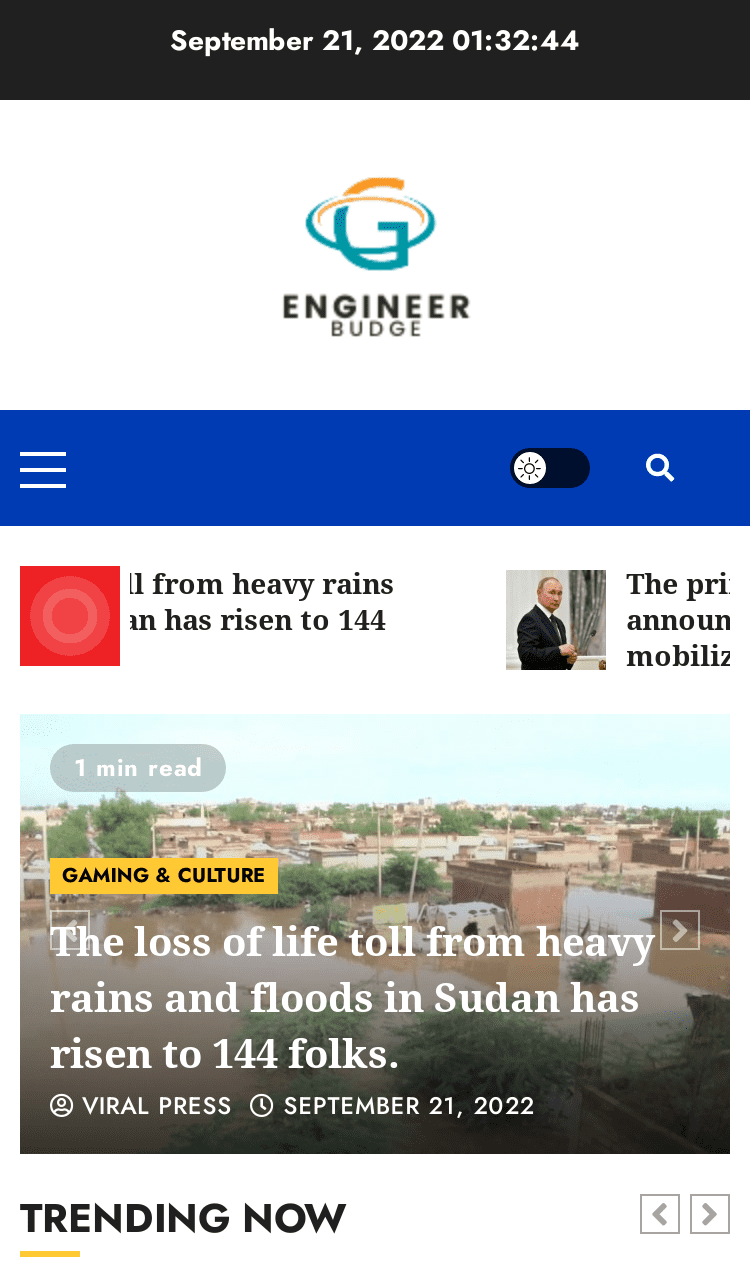 September 21, 2022 01:32:44
ENGINEER
BUDGE
ll from heavy rains
an has risen to 144
The
announ
mobiliz
1 min read
GAMING & CULTURE
The loss of life toll from heavy
rains and floods in Sudan has
risen to 144 folks.
VIRAL PRESS SEPTEMBER 21, 2022
TRENDING NOW